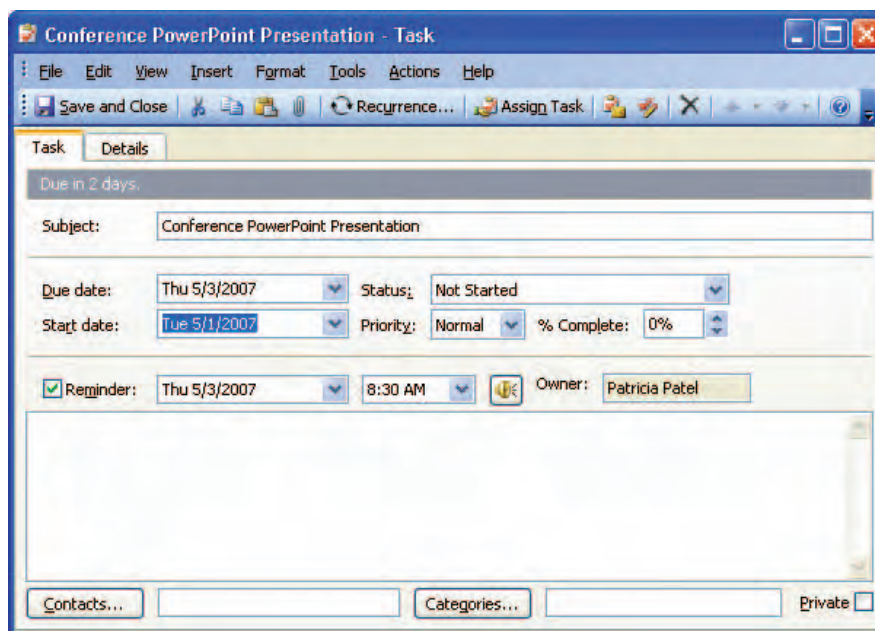 Conference PowerPoint Presentation - Task
File Edit View Insert Format Tools Actions Help
Save and Close Recurrence... Assign Task
Task Details
Due in 2 days.
Subject: Conference PowerPoint Presentation
Due date: Thu 5/3/2007 Status: Not Started
Start date: Tue 5/1/2007 Priority: Normal % Complete: 0%
Reminder: Thu 5/3/2007 8:30 AM Owner: Patricia Patel
Contacts... Categories... Private